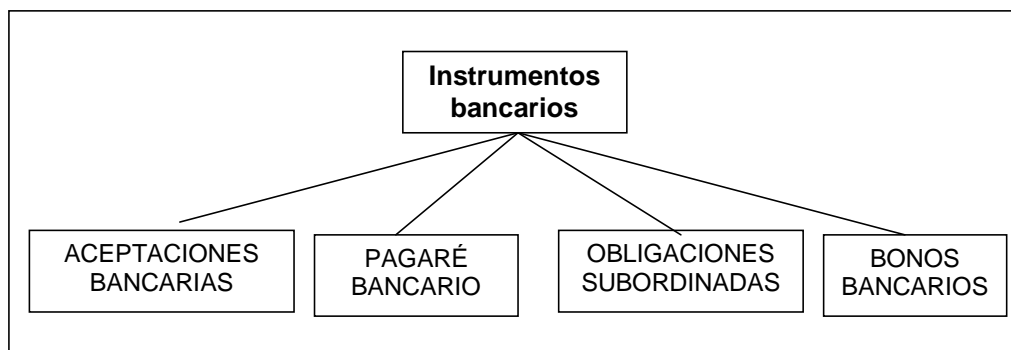 Instrumentos
bancarios
ACEPTACIONES
BANCARIAS
PAGARÉ
BANCARIO
OBLIGACIONES
SUBORDINADAS
BONOS
BANCARIOS